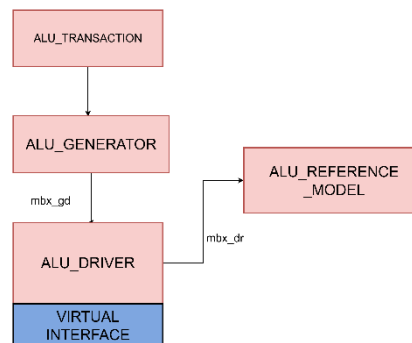 ALU_TRANSACTION
ALU_GENERATOR
mbx_gd
ALU_REFERENCE
_MODEL
mbx_dr
ALU_DRIVER
VIRTUAL
INTERFACE